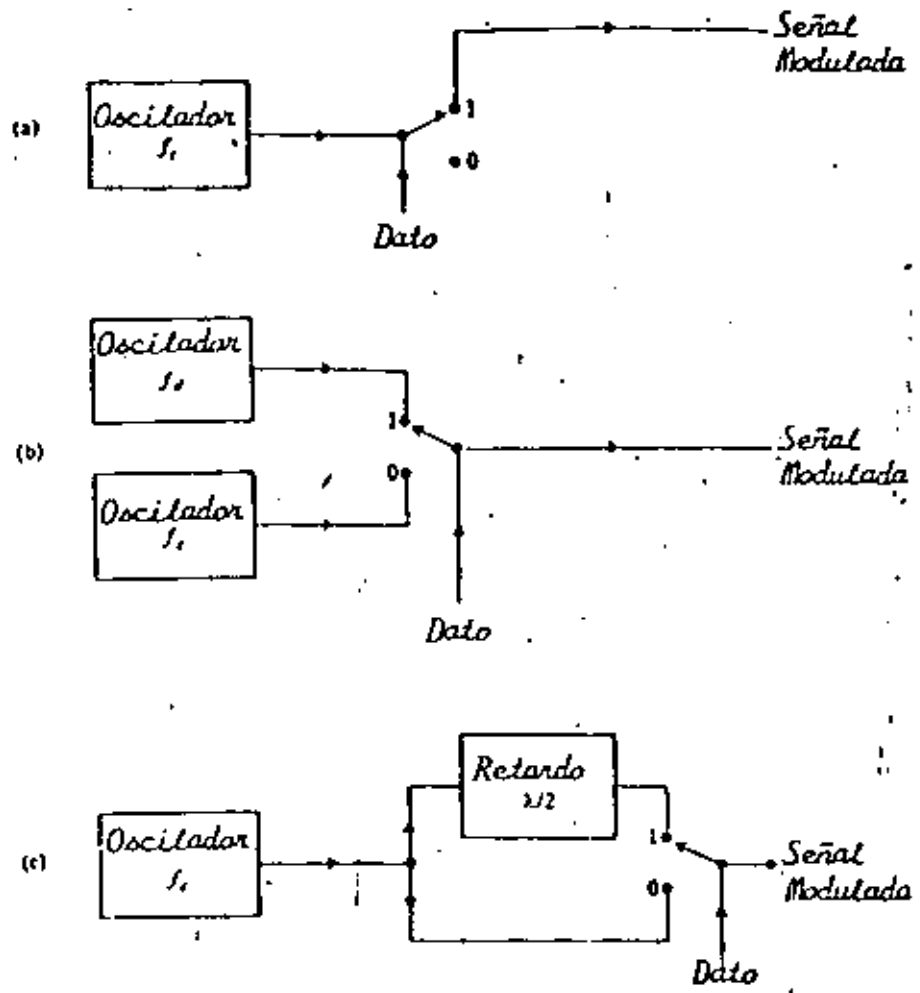 Señal
Modulada
(a)
Oscilador
1
0
Dato
Oscilador
1
(b)
Señal
Modulada
0
Oscilador
Dato
Retardo
λ/2
Oscilador
1
(c)
Señal
Modulada
0
Dato